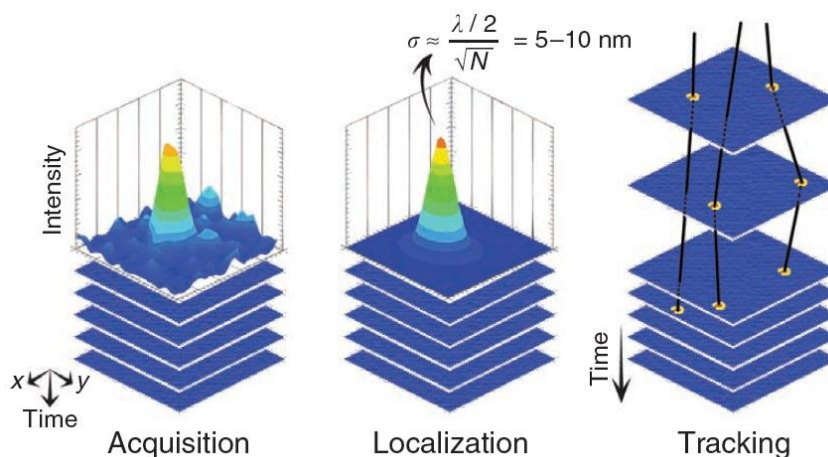 σ ≈ λ / 2 / √N = 5–10 nm
Intensity
x y
Time
Time
Acquisition Localization Tracking